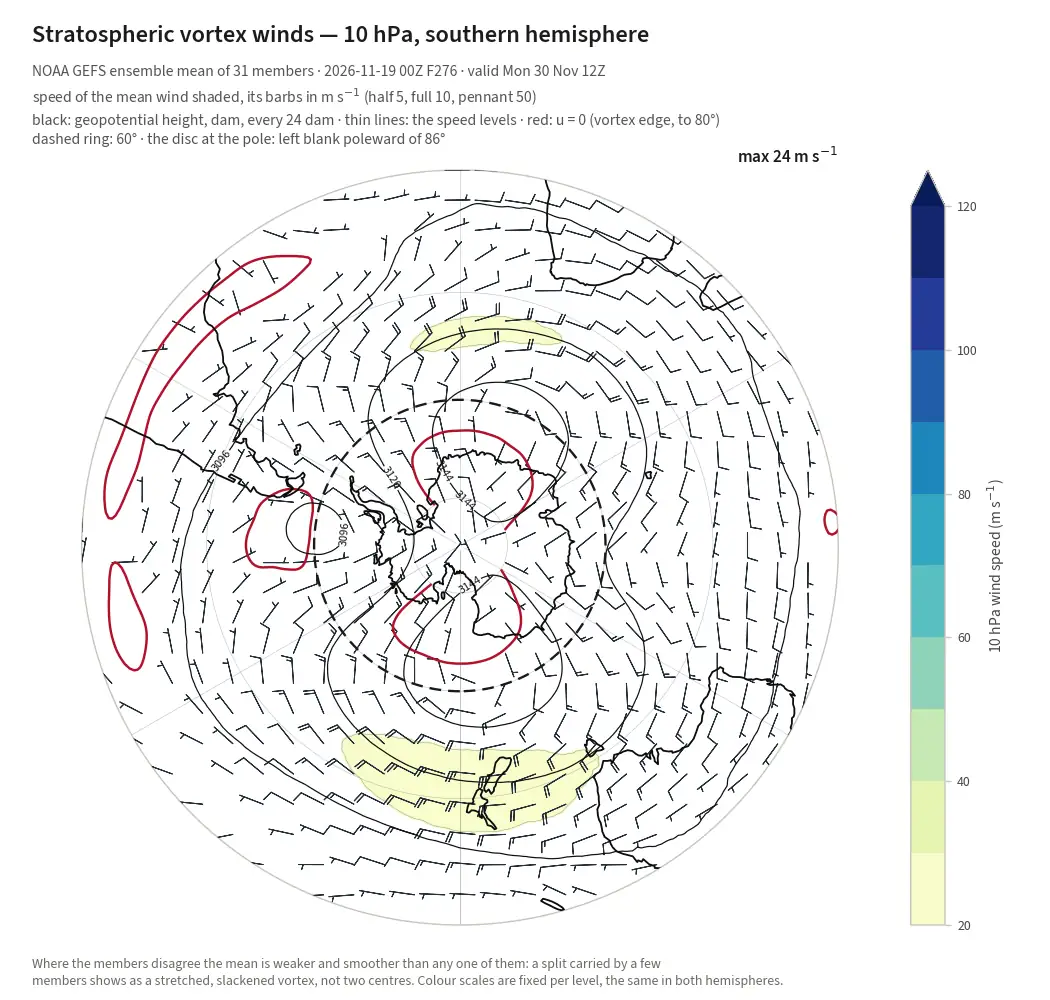 Stratospheric vortex winds — 10 hPa, southern hemisphere
NOAA GEFS ensemble mean of 31 members · 2026-11-19 00Z F276 · valid Mon 30 Nov 12Z
speed of the mean wind shaded, its barbs in m s⁻¹ (half 5, full 10, pennant 50)
black: geopotential height, dam, every 24 dam · thin lines: the speed levels · red: u = 0 (vortex edge, to 80°)
dashed ring: 60° · the disc at the pole: left blank poleward of 86°
max 24 m s⁻¹
120
100
80
60
40
20
10 hPa wind speed (m s⁻¹)
3096
3120
3144
3144
3096
3144
Where the members disagree the mean is weaker and smoother than any one of them: a split carried by a few
members shows as a stretched, slackened vortex, not two centres. Colour scales are fixed per level, the same in both hemispheres.